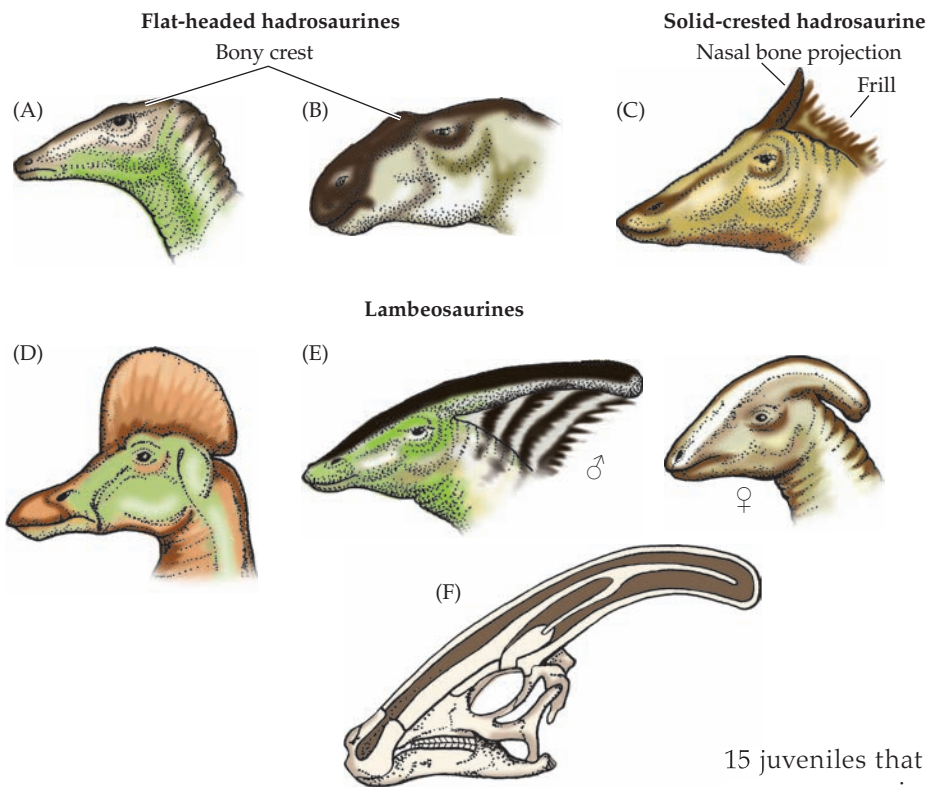 Flat-headed hadrosaurines
Bony crest
Solid-crested hadrosaurine
Nasal bone projection
Frill
(A)
(B)
(C)
Lambeosaurines
(D)
(E)
♂
♀
(F)
15 juveniles that